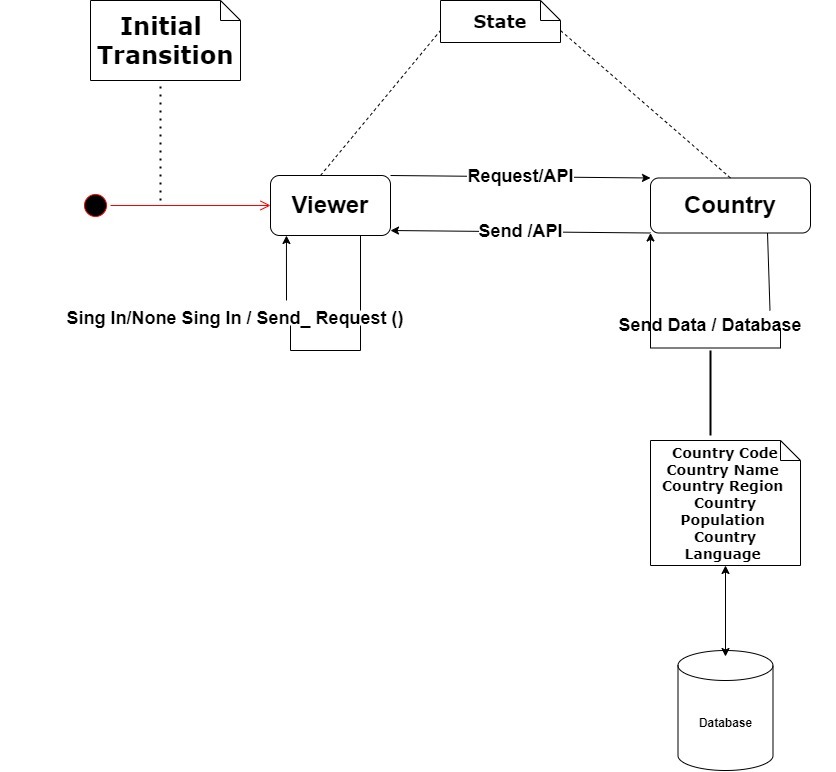 Initial
Transition
State
Request/API
Viewer
Country
Send /API
Sing In/None Sing In / Send_ Request ()
Send Data / Database
Country Code
Country Name
Country Region
Country
Population
Country
Language
Database